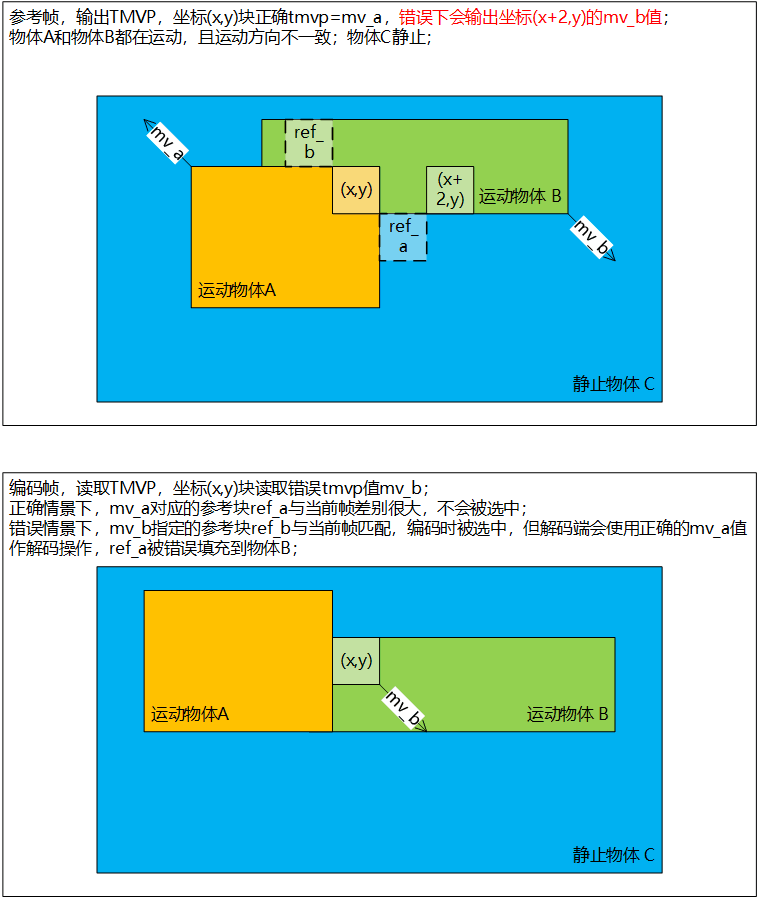 参考帧，输出TMVP，坐标(x,y)块正确tmvp=mv_a，错误下会输出坐标(x+2,y)的mv_b值；
物体A和物体B都在运动，且运动方向不一致；物体C静止；
mv_a
ref_
b
(x,y)
(x+
2,y)
运动物体 B
ref_
a
mv_b
运动物体A
静止物体 C
编码帧，读取TMVP，坐标(x,y)块读取错误tmvp值mv_b；
正确情景下，mv_a对应的参考块ref_a与当前帧差别很大，不会被选中；
错误情景下，mv_b指定的参考块ref_b与当前帧匹配，编码时被选中，但解码端会使用正确的mv_a值
作解码操作，ref_a被错误填充到物体B；
(x,y)
mv_b
运动物体A
运动物体 B
静止物体 C